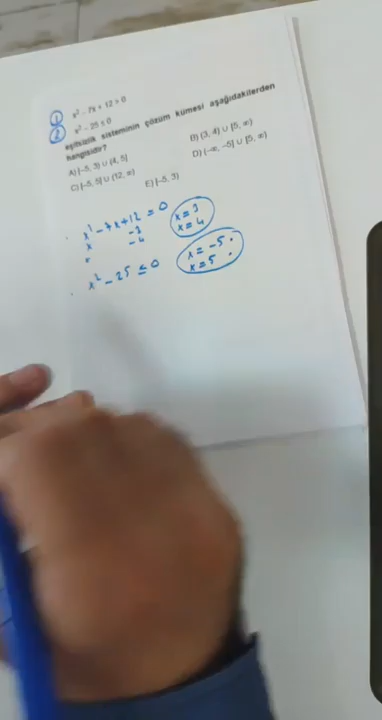 1 x² - 7x + 12 > 0
2 x² - 25 ≤ 0
eşitsizlik sisteminin çözüm kümesi aşağıdakilerden
hangisidir?
A) [-5, 3) ∪ (4, 5]
B) (3, 4) ∪ [5, ∞)
C) [-5, 5] ∪ (12, ∞)
D) (-∞, -5] ∪ [5, ∞)
E) [-5, 3)
x² - 7x + 12 = 0
x -3
x -4
x = 3
x = 4
x² - 25 ≤ 0
x = -5
x = 5